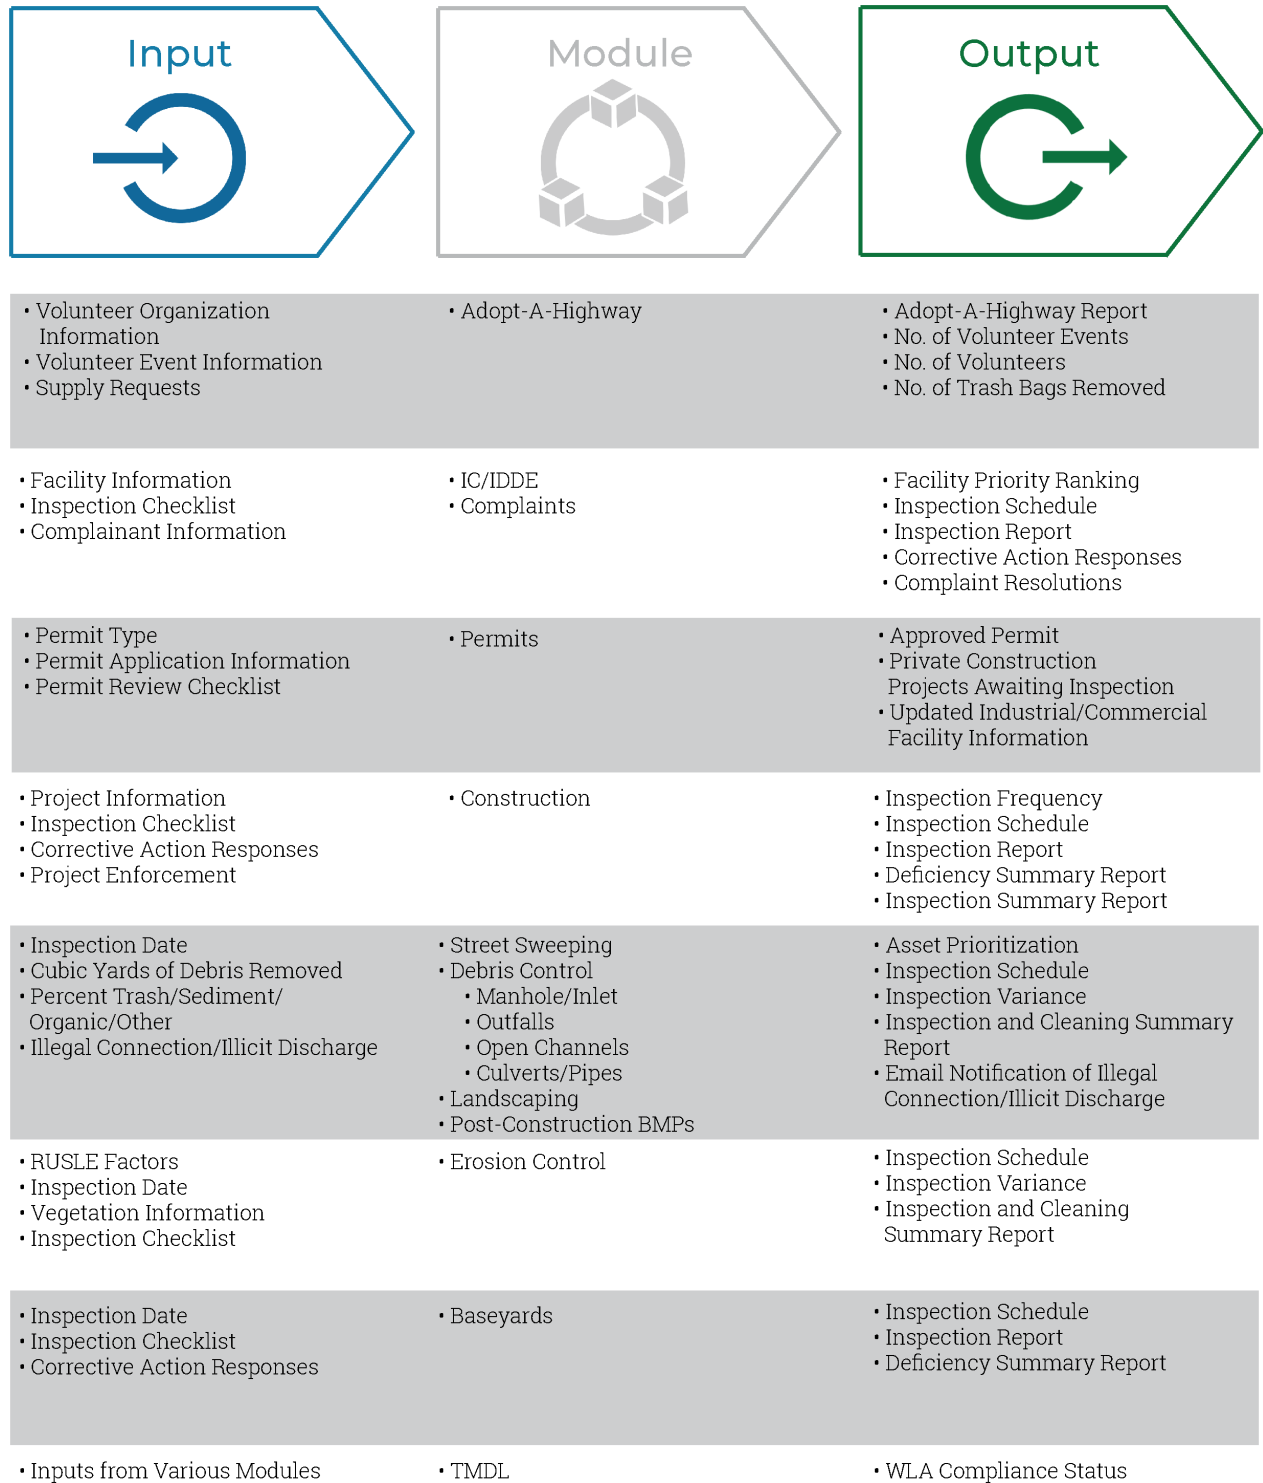 Input
Module
Output
• Volunteer Organization
Information
• Volunteer Event Information
• Supply Requests
• Adopt-A-Highway
• Adopt-A-Highway Report
• No. of Volunteer Events
• No. of Volunteers
• No. of Trash Bags Removed
• Facility Information
• Inspection Checklist
• Complainant Information
• IC/IDDE
• Complaints
• Facility Priority Ranking
• Inspection Schedule
• Inspection Report
• Corrective Action Responses
• Complaint Resolutions
• Permit Type
• Permit Application Information
• Permit Review Checklist
• Permits
• Approved Permit
• Private Construction
Projects Awaiting Inspection
• Updated Industrial/Commercial
Facility Information
• Project Information
• Inspection Checklist
• Corrective Action Responses
• Project Enforcement
• Construction
• Inspection Frequency
• Inspection Schedule
• Inspection Report
• Deficiency Summary Report
• Inspection Summary Report
• Inspection Date
• Cubic Yards of Debris Removed
• Percent Trash/Sediment/
Organic/Other
• Illegal Connection/Illicit Discharge
• Street Sweeping
• Debris Control
• Manhole/Inlet
• Outfalls
• Open Channels
• Culverts/Pipes
• Landscaping
• Post-Construction BMPs
• Asset Prioritization
• Inspection Schedule
• Inspection Variance
• Inspection and Cleaning Summary
Report
• Email Notification of Illegal
Connection/Illicit Discharge
• RUSLE Factors
• Inspection Date
• Vegetation Information
• Inspection Checklist
• Erosion Control
• Inspection Schedule
• Inspection Variance
• Inspection and Cleaning
Summary Report
• Inspection Date
• Inspection Checklist
• Corrective Action Responses
• Baseyards
• Inspection Schedule
• Inspection Report
• Deficiency Summary Report
• Inputs from Various Modules
• TMDL
• WLA Compliance Status